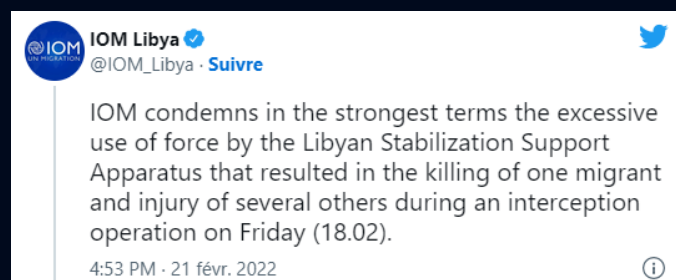 IOM
UN MIGRATION
IOM Libya
@IOM_Libya · Suivre
IOM condemns in the strongest terms the excessive
use of force by the Libyan Stabilization Support
Apparatus that resulted in the killing of one migrant
and injury of several others during an interception
operation on Friday (18.02).
4:53 PM · 21 févr. 2022